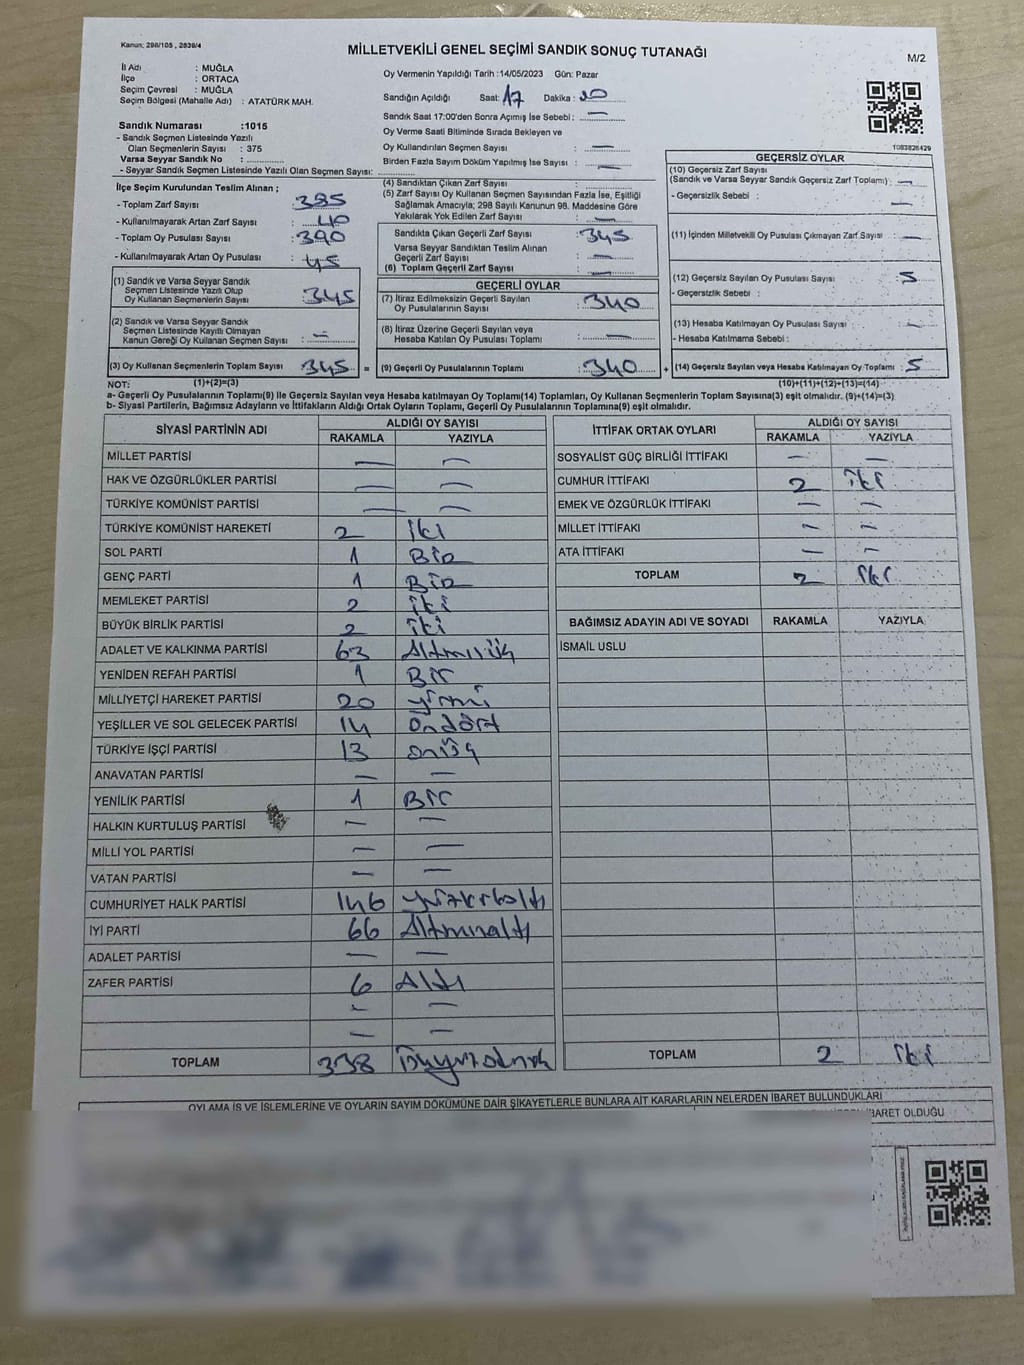 Kanun: 298/105 , 2839/4
MİLLETVEKİLİ GENEL SEÇİMİ SANDIK SONUÇ TUTANAĞI
M/2
İl Adı : MUĞLA
İlçe : ORTACA
Seçim Çevresi : MUĞLA
Seçim Bölgesi (Mahalle Adı) : ATATÜRK MAH.
Sandık Numarası :1015
- Sandık Seçmen Listesinde Yazılı
Olan Seçmenlerin Sayısı : 375
Varsa Seyyar Sandık No :
- Seyyar Sandık Seçmen Listesinde Yazılı Olan Seçmen Sayısı:
Oy Vermenin Yapıldığı Tarih :14/05/2023 Gün: Pazar
Sandığın Açıldığı Saat: 17 Dakika :
Sandık Saat 17:00'den Sonra Açımış İse Sebebi : —
Oy Verme Saati Bitiminde Sırada Bekleyen ve
Oy Kullandırılan Seçmen Sayısı : —
Birden Fazla Sayım Döküm Yapılmış İse Sayısı : —
1083826429
İlçe Seçim Kurulundan Teslim Alınan ;
- Toplam Zarf Sayısı : 385
- Kullanılmayarak Artan Zarf Sayısı : 40
- Toplam Oy Pusulası Sayısı : 390
- Kullanılmayarak Artan Oy Pusulası : 45
(1) Sandık ve Varsa Seyyar Sandık
Seçmen Listesinde Yazılı Olup
Oy Kullanan Seçmenlerin Sayısı : 345
(2) Sandık ve Varsa Seyyar Sandık
Seçmen Listesinde Kayıtlı Olmayan
Kanun Gereği Oy Kullanan Seçmen Sayısı : —
(3) Oy Kullanan Seçmenlerin Toplam Sayısı : 345 =
(4) Sandıktan Çıkan Zarf Sayısı :
(5) Zarf Sayısı Oy Kullanan Seçmen Sayısından Fazla İse, Eşitliği
Sağlamak Amacıyla; 298 Sayılı Kanunun 98. Maddesine Göre
Yakılarak Yok Edilen Zarf Sayısı : —
Sandıkta Çıkan Geçerli Zarf Sayısı : 345
Varsa Seyyar Sandıktan Teslim Alınan
Geçerli Zarf Sayısı : —
(6) Toplam Geçerli Zarf Sayısı : —
GEÇERLİ OYLAR
(7) İtiraz Edilmeksizin Geçerli Sayılan
Oy Pusulalarının Sayısı : 340
(8) İtiraz Üzerine Geçerli Sayılan veya
Hesaba Katılan Oy Pusulası Toplamı : —
(9) Geçerli Oy Pusulalarının Toplamı : 340 +
GEÇERSİZ OYLAR
(10) Geçersiz Zarf Sayısı
(Sandık ve Varsa Seyyar Sandık Geçersiz Zarf Toplamı) : —
- Geçersizlik Sebebi : —
(11) İçinden Milletvekili Oy Pusulası Çıkmayan Zarf Sayısı : —
(12) Geçersiz Sayılan Oy Pusulası Sayısı : 5
- Geçersizlik Sebebi :
(13) Hesaba Katılmayan Oy Pusulası Sayısı : —
- Hesaba Katılmama Sebebi :
(14) Geçersiz Sayılan veya Hesaba Katılmayan Oy Toplamı : 5
NOT: (1)+(2)=(3) (10)+(11)+(12)+(13)=(14)
a- Geçerli Oy Pusulasının Toplamı(9) ile Geçersiz Sayılan veya Hesaba katılmayan Oy Toplamı(14) Toplamları, Oy Kullanan Seçmenlerin Toplam Sayısına(3) eşit olmalıdır. (9)+(14)=(3)
b- Siyasi Partilerin, Bağımsız Adayların ve İttifakların Aldığı Ortak Oyların Toplamı, Geçerli Oy Pusulalarının Toplamına(9) eşit olmalıdır.
SİYASİ PARTİNİN ADI ALDIĞI OY SAYISI
RAKAMLA YAZIYLA
MİLLET PARTİSİ — —
HAK VE ÖZGÜRLÜKLER PARTİSİ — —
TÜRKİYE KOMÜNİST PARTİSİ — —
TÜRKİYE KOMÜNİST HAREKETİ 2 iki
SOL PARTİ 1 Bir
GENÇ PARTİ 1 Bir
MEMLEKET PARTİSİ 2 iki
BÜYÜK BİRLİK PARTİSİ 2 iki
ADALET VE KALKINMA PARTİSİ 63 Altmışüç
YENİDEN REFAH PARTİSİ 1 Bir
MİLLİYETÇİ HAREKET PARTİSİ 20 yirmi
YEŞİLLER VE SOL GELECEK PARTİSİ 14 öndört
TÜRKİYE İŞÇİ PARTİSİ 13 onüç
ANAVATAN PARTİSİ — —
YENİLİK PARTİSİ 1 Bir
HALKIN KURTULUŞ PARTİSİ — —
MİLLİ YOL PARTİSİ — —
VATAN PARTİSİ — —
CUMHURİYET HALK PARTİSİ 146 yüzkırkaltı
İYİ PARTİ 66 Altmışaltı
ADALET PARTİSİ — —
ZAFER PARTİSİ 6 Altı
— —
— —
TOPLAM 338
İTTİFAK ORTAK OYLARI ALDIĞI OY SAYISI
RAKAMLA YAZIYLA
SOSYALİST GÜÇ BİRLİĞİ İTTİFAKI — —
CUMHUR İTTİFAKI 2 iki
EMEK VE ÖZGÜRLÜK İTTİFAKI — —
MİLLET İTTİFAKI — —
ATA İTTİFAKI — —
TOPLAM 2 iki
BAĞIMSIZ ADAYIN ADI VE SOYADI RAKAMLA YAZIYLA
İSMAİL USLU
TOPLAM 2 iki
OYLAMA İŞ VE İŞLEMLERİNE VE OYLARIN SAYIM DÖKÜMÜNE DAİR ŞİKAYETLERLE BUNLARA AİT KARARLARIN NELERDEN İBARET BULUNDUKLARI
İBARET OLDUĞU